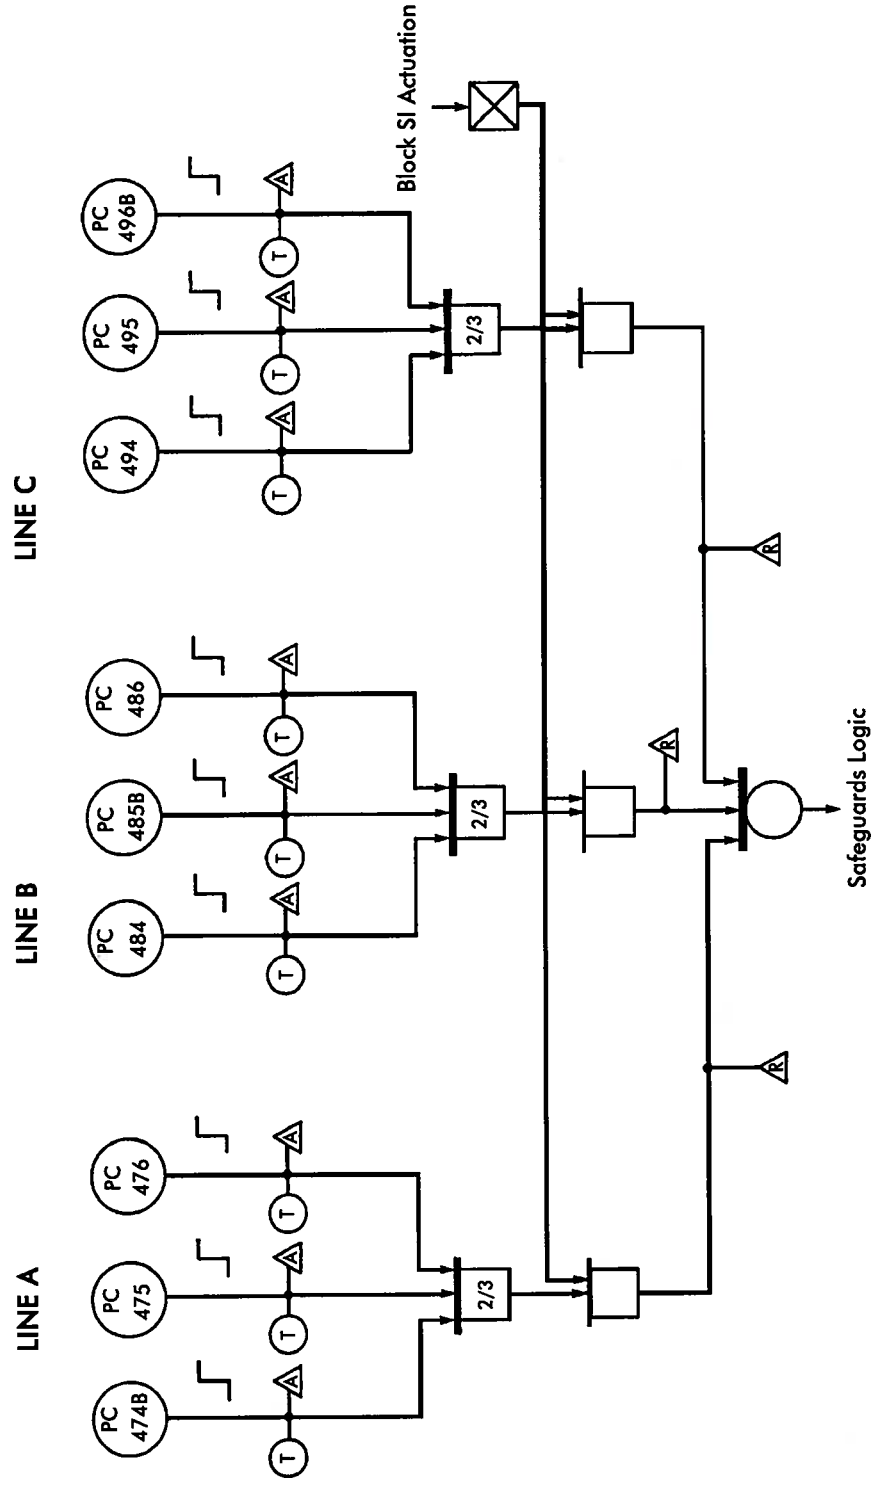 LINE A
LINE B
LINE C
PC
474B
PC
475
PC
476
PC
484
PC
485B
PC
486
PC
494
PC
495
PC
496B
T
A
T
A
T
A
T
A
T
A
T
A
T
A
T
A
T
A
Block SI Actuation
2/3
2/3
2/3
R
R
R
Safeguards Logic